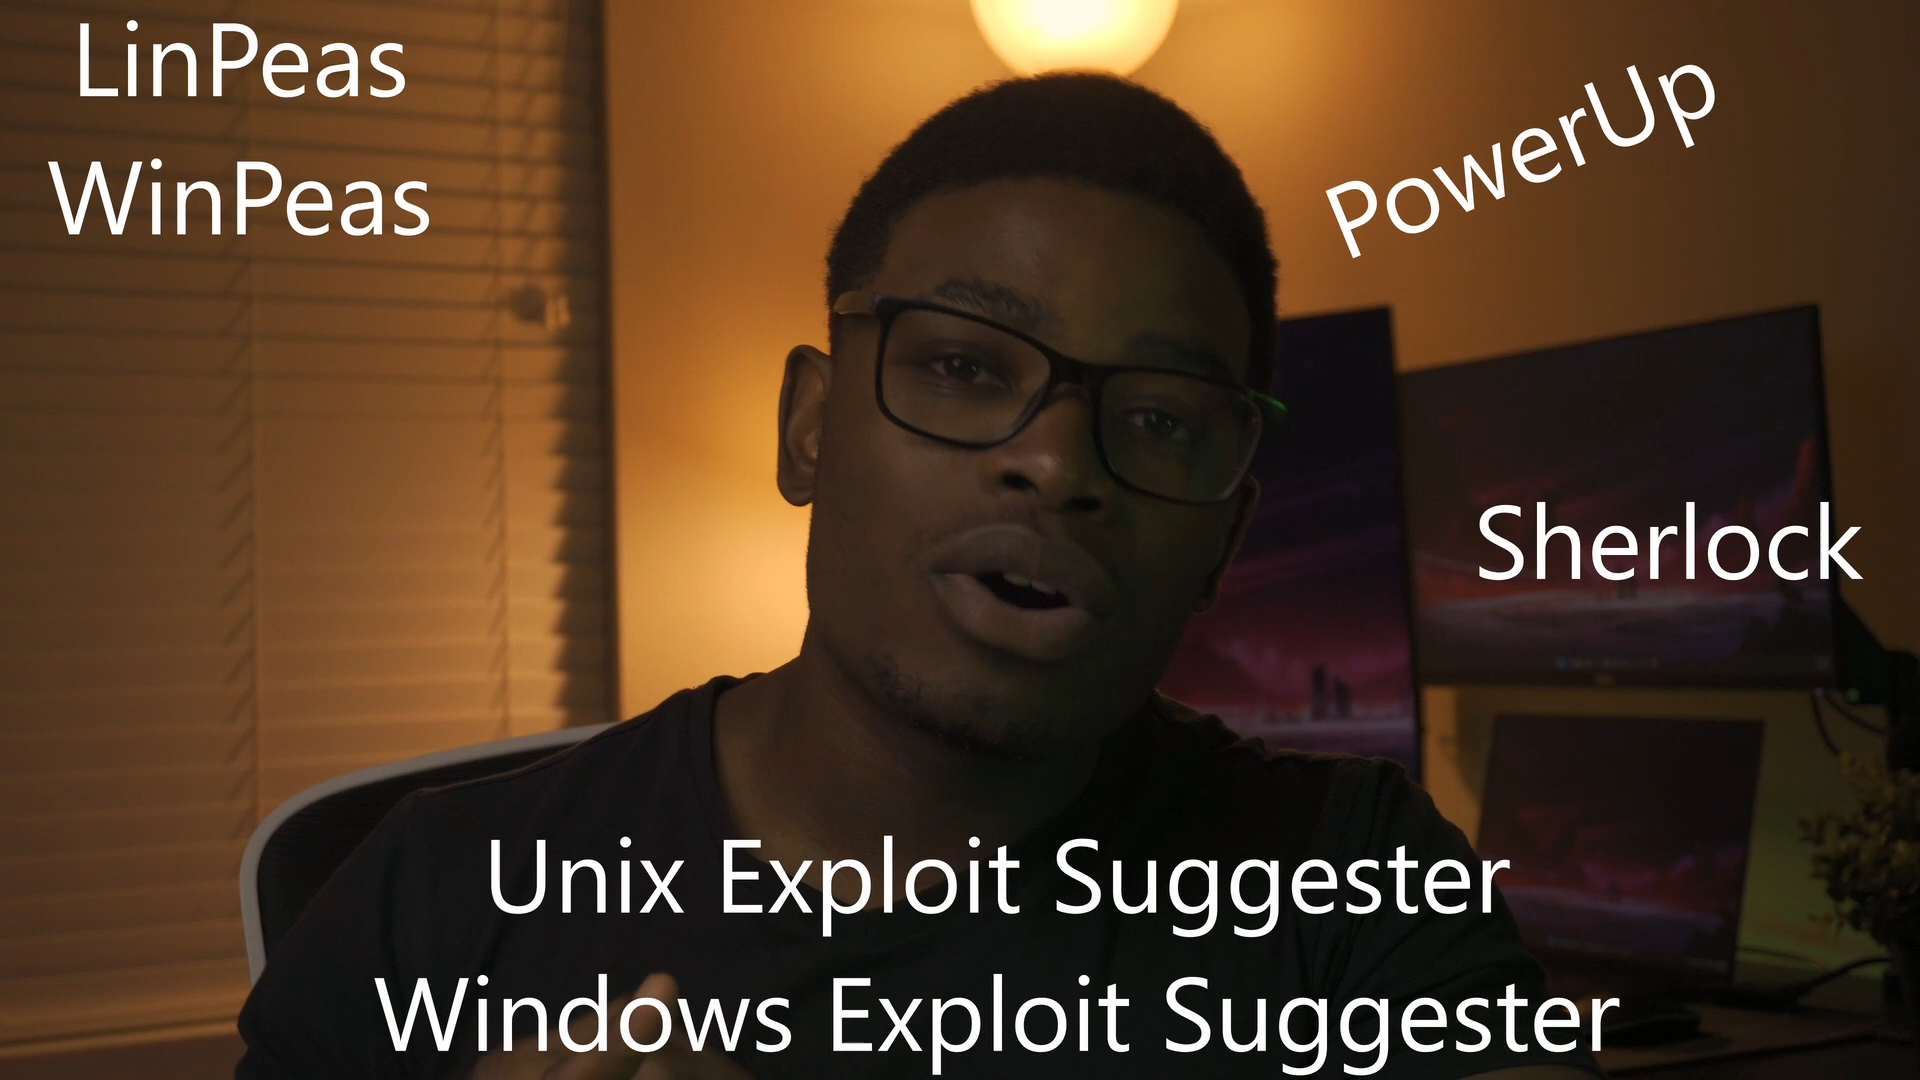 LinPeas
WinPeas
PowerUp
Sherlock
Unix Exploit Suggester
Windows Exploit Suggester